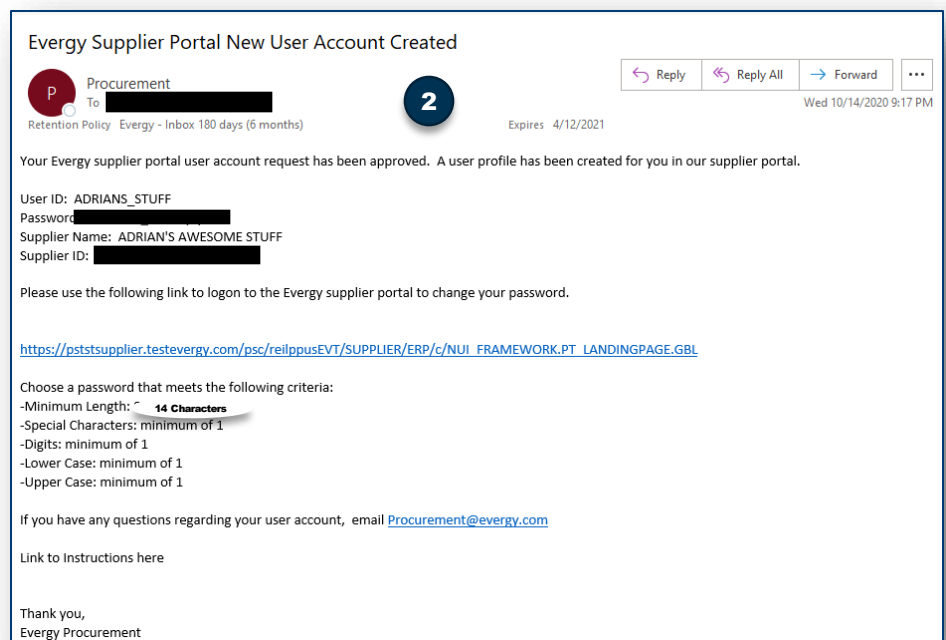 Evergy Supplier Portal New User Account Created
P
Procurement
To
2
Reply
Reply All
Forward
...
Wed 10/14/2020 9:17 PM
Retention Policy Evergy - Inbox 180 days (6 months)
Expires 4/12/2021
Your Evergy supplier portal user account request has been approved. A user profile has been created for you in our supplier portal.
User ID: ADRIANS_STUFF
Password
Supplier Name: ADRIAN'S AWESOME STUFF
Supplier ID:
Please use the following link to logon to the Evergy supplier portal to change your password.
https://pststsupplier.testevergy.com/psc/reilppusEVT/SUPPLIER/ERP/c/NUI_FRAMEWORK.PT_LANDINGPAGE.GBL
Choose a password that meets the following criteria:
-Minimum Length: 14 Characters
-Special Characters: minimum of 1
-Digits: minimum of 1
-Lower Case: minimum of 1
-Upper Case: minimum of 1
If you have any questions regarding your user account, email Procurement@evergy.com
Link to Instructions here
Thank you,
Evergy Procurement